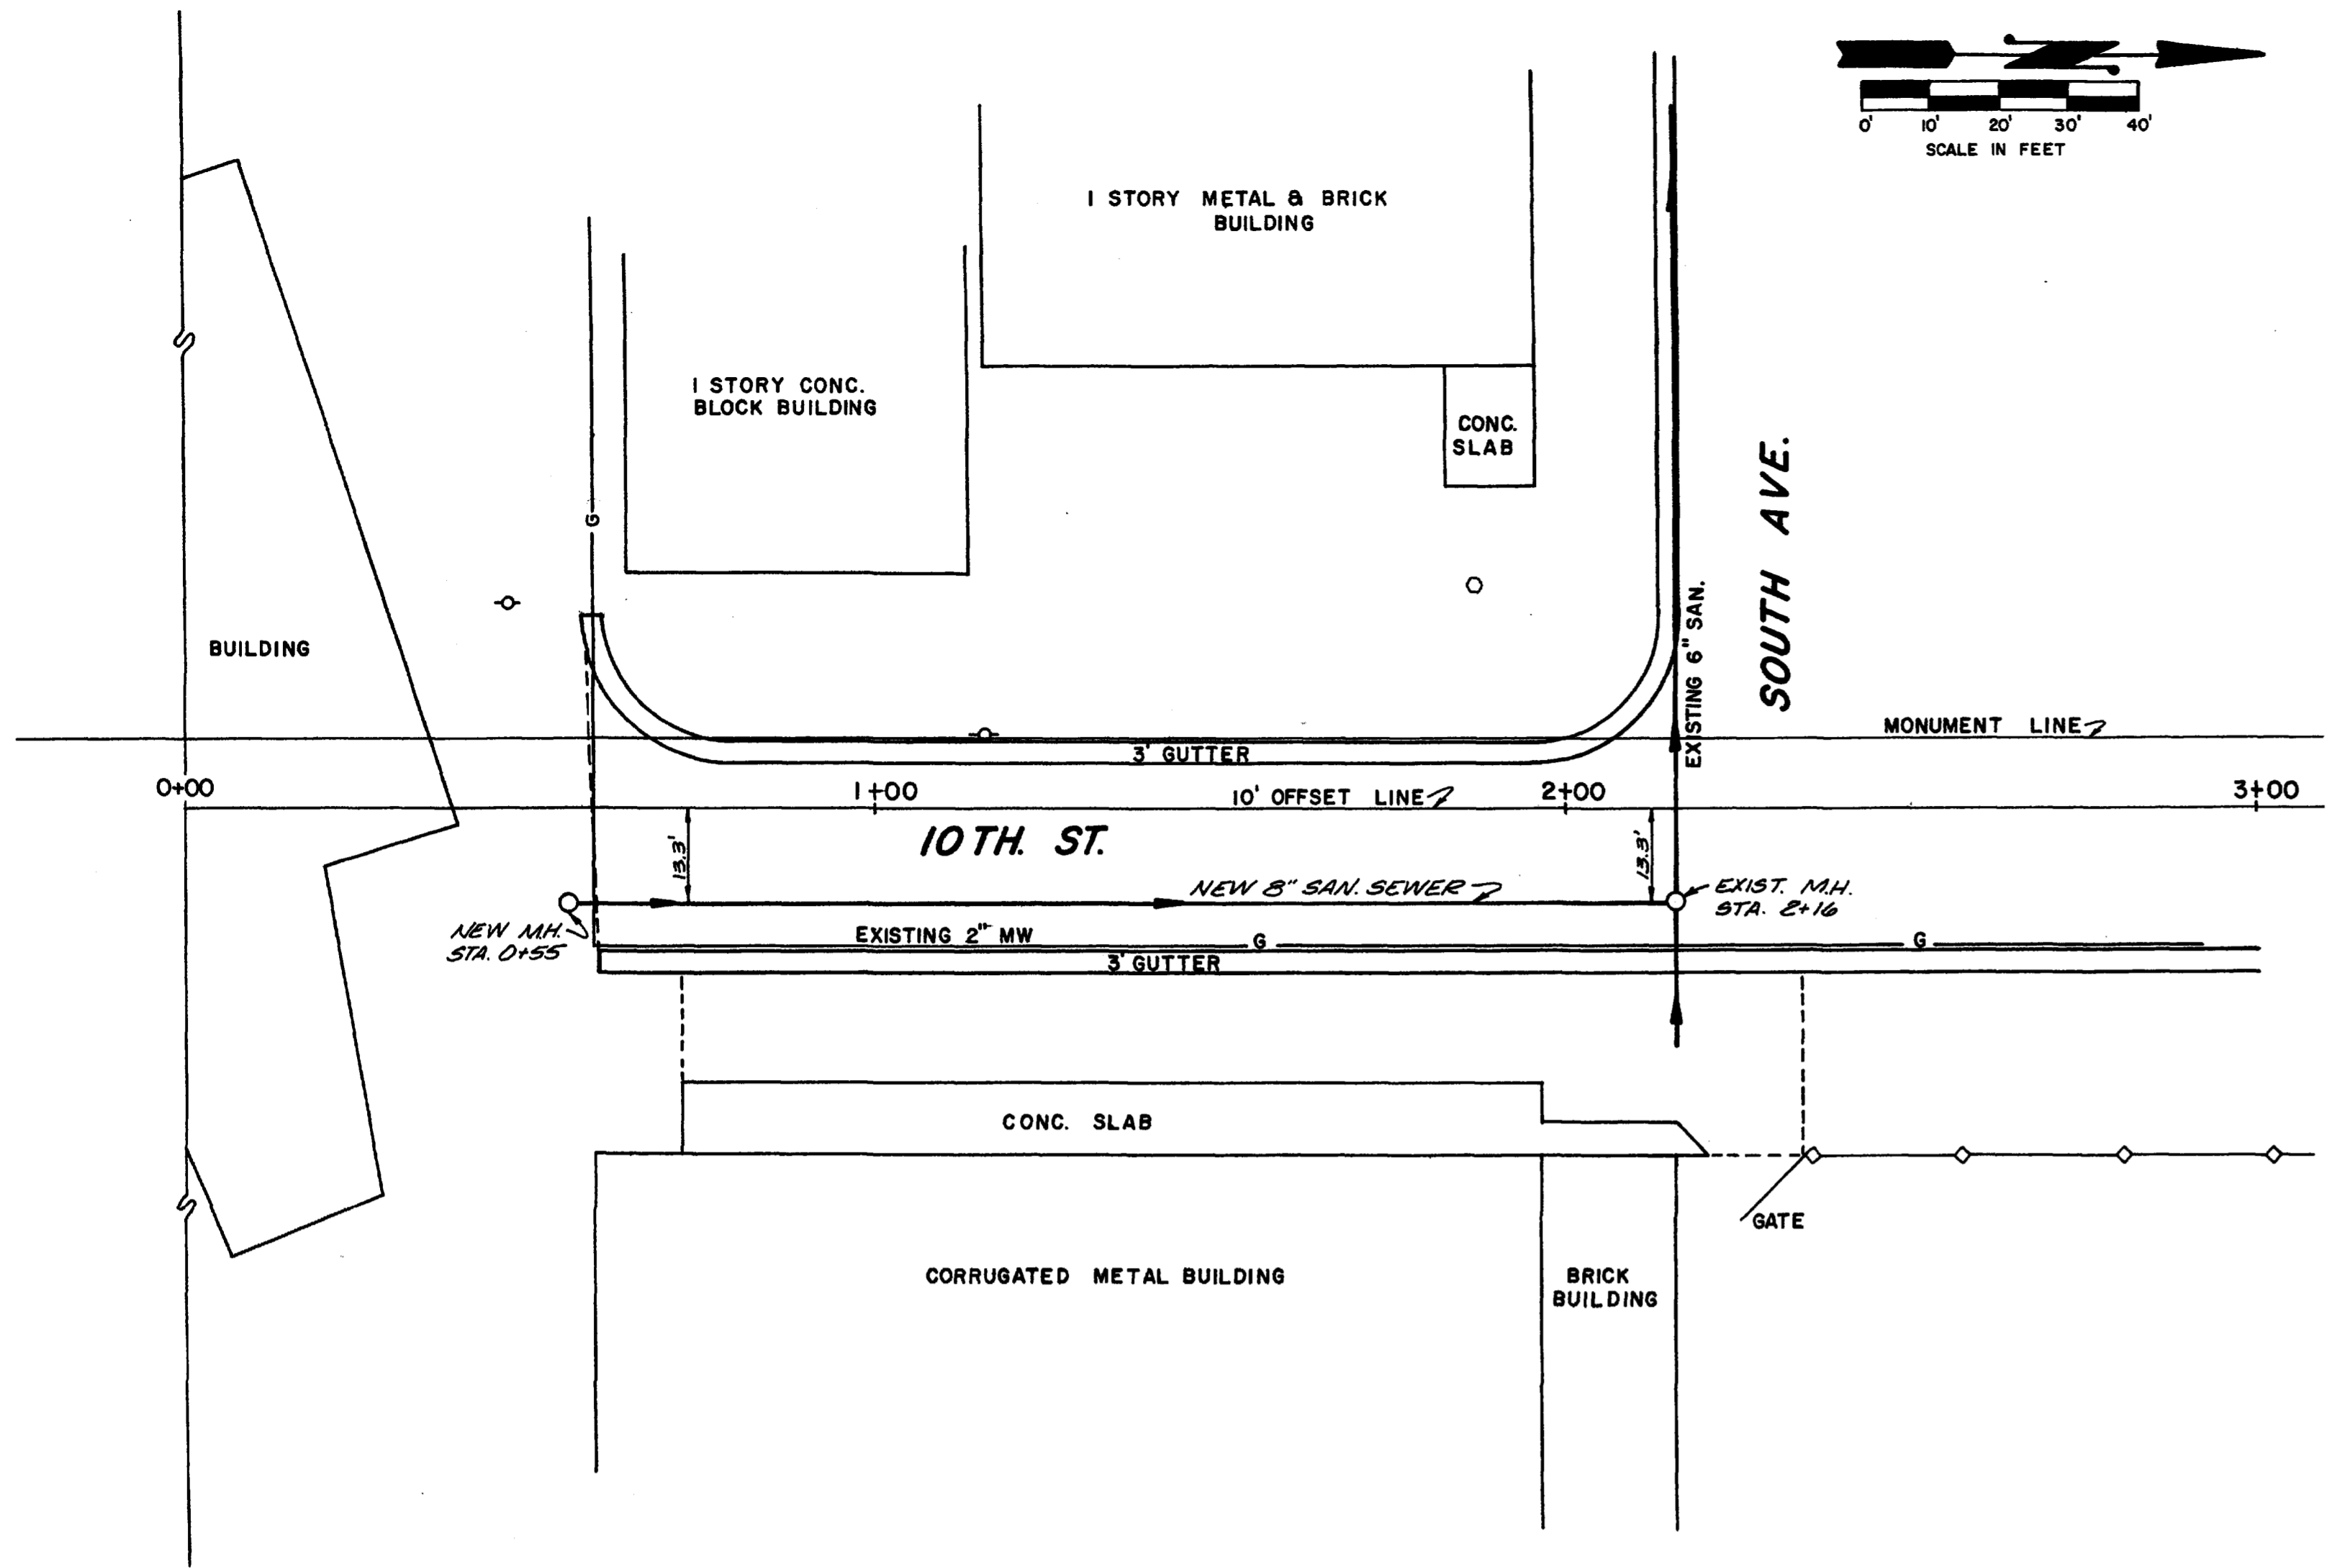 0' 10' 20' 30' 40'
SCALE IN FEET
1 STORY METAL & BRICK
BUILDING
1 STORY CONC.
BLOCK BUILDING
CONC.
SLAB
G
SOUTH AVE.
EXISTING 6" SAN.
BUILDING
MONUMENT LINE
3' GUTTER
0+00
1+00
10' OFFSET LINE
2+00
3+00
10TH. ST.
13.3'
13.3'
NEW 8" SAN. SEWER
EXIST. M.H.
STA. 2+16
NEW M.H.
STA. 0+55
EXISTING 2" MW
G
G
3' GUTTER
CONC. SLAB
GATE
CORRUGATED METAL BUILDING
BRICK
BUILDING